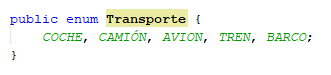 public enum Transporte {
COCHE, CAMIÓN, AVION, TREN, BARCO;
}